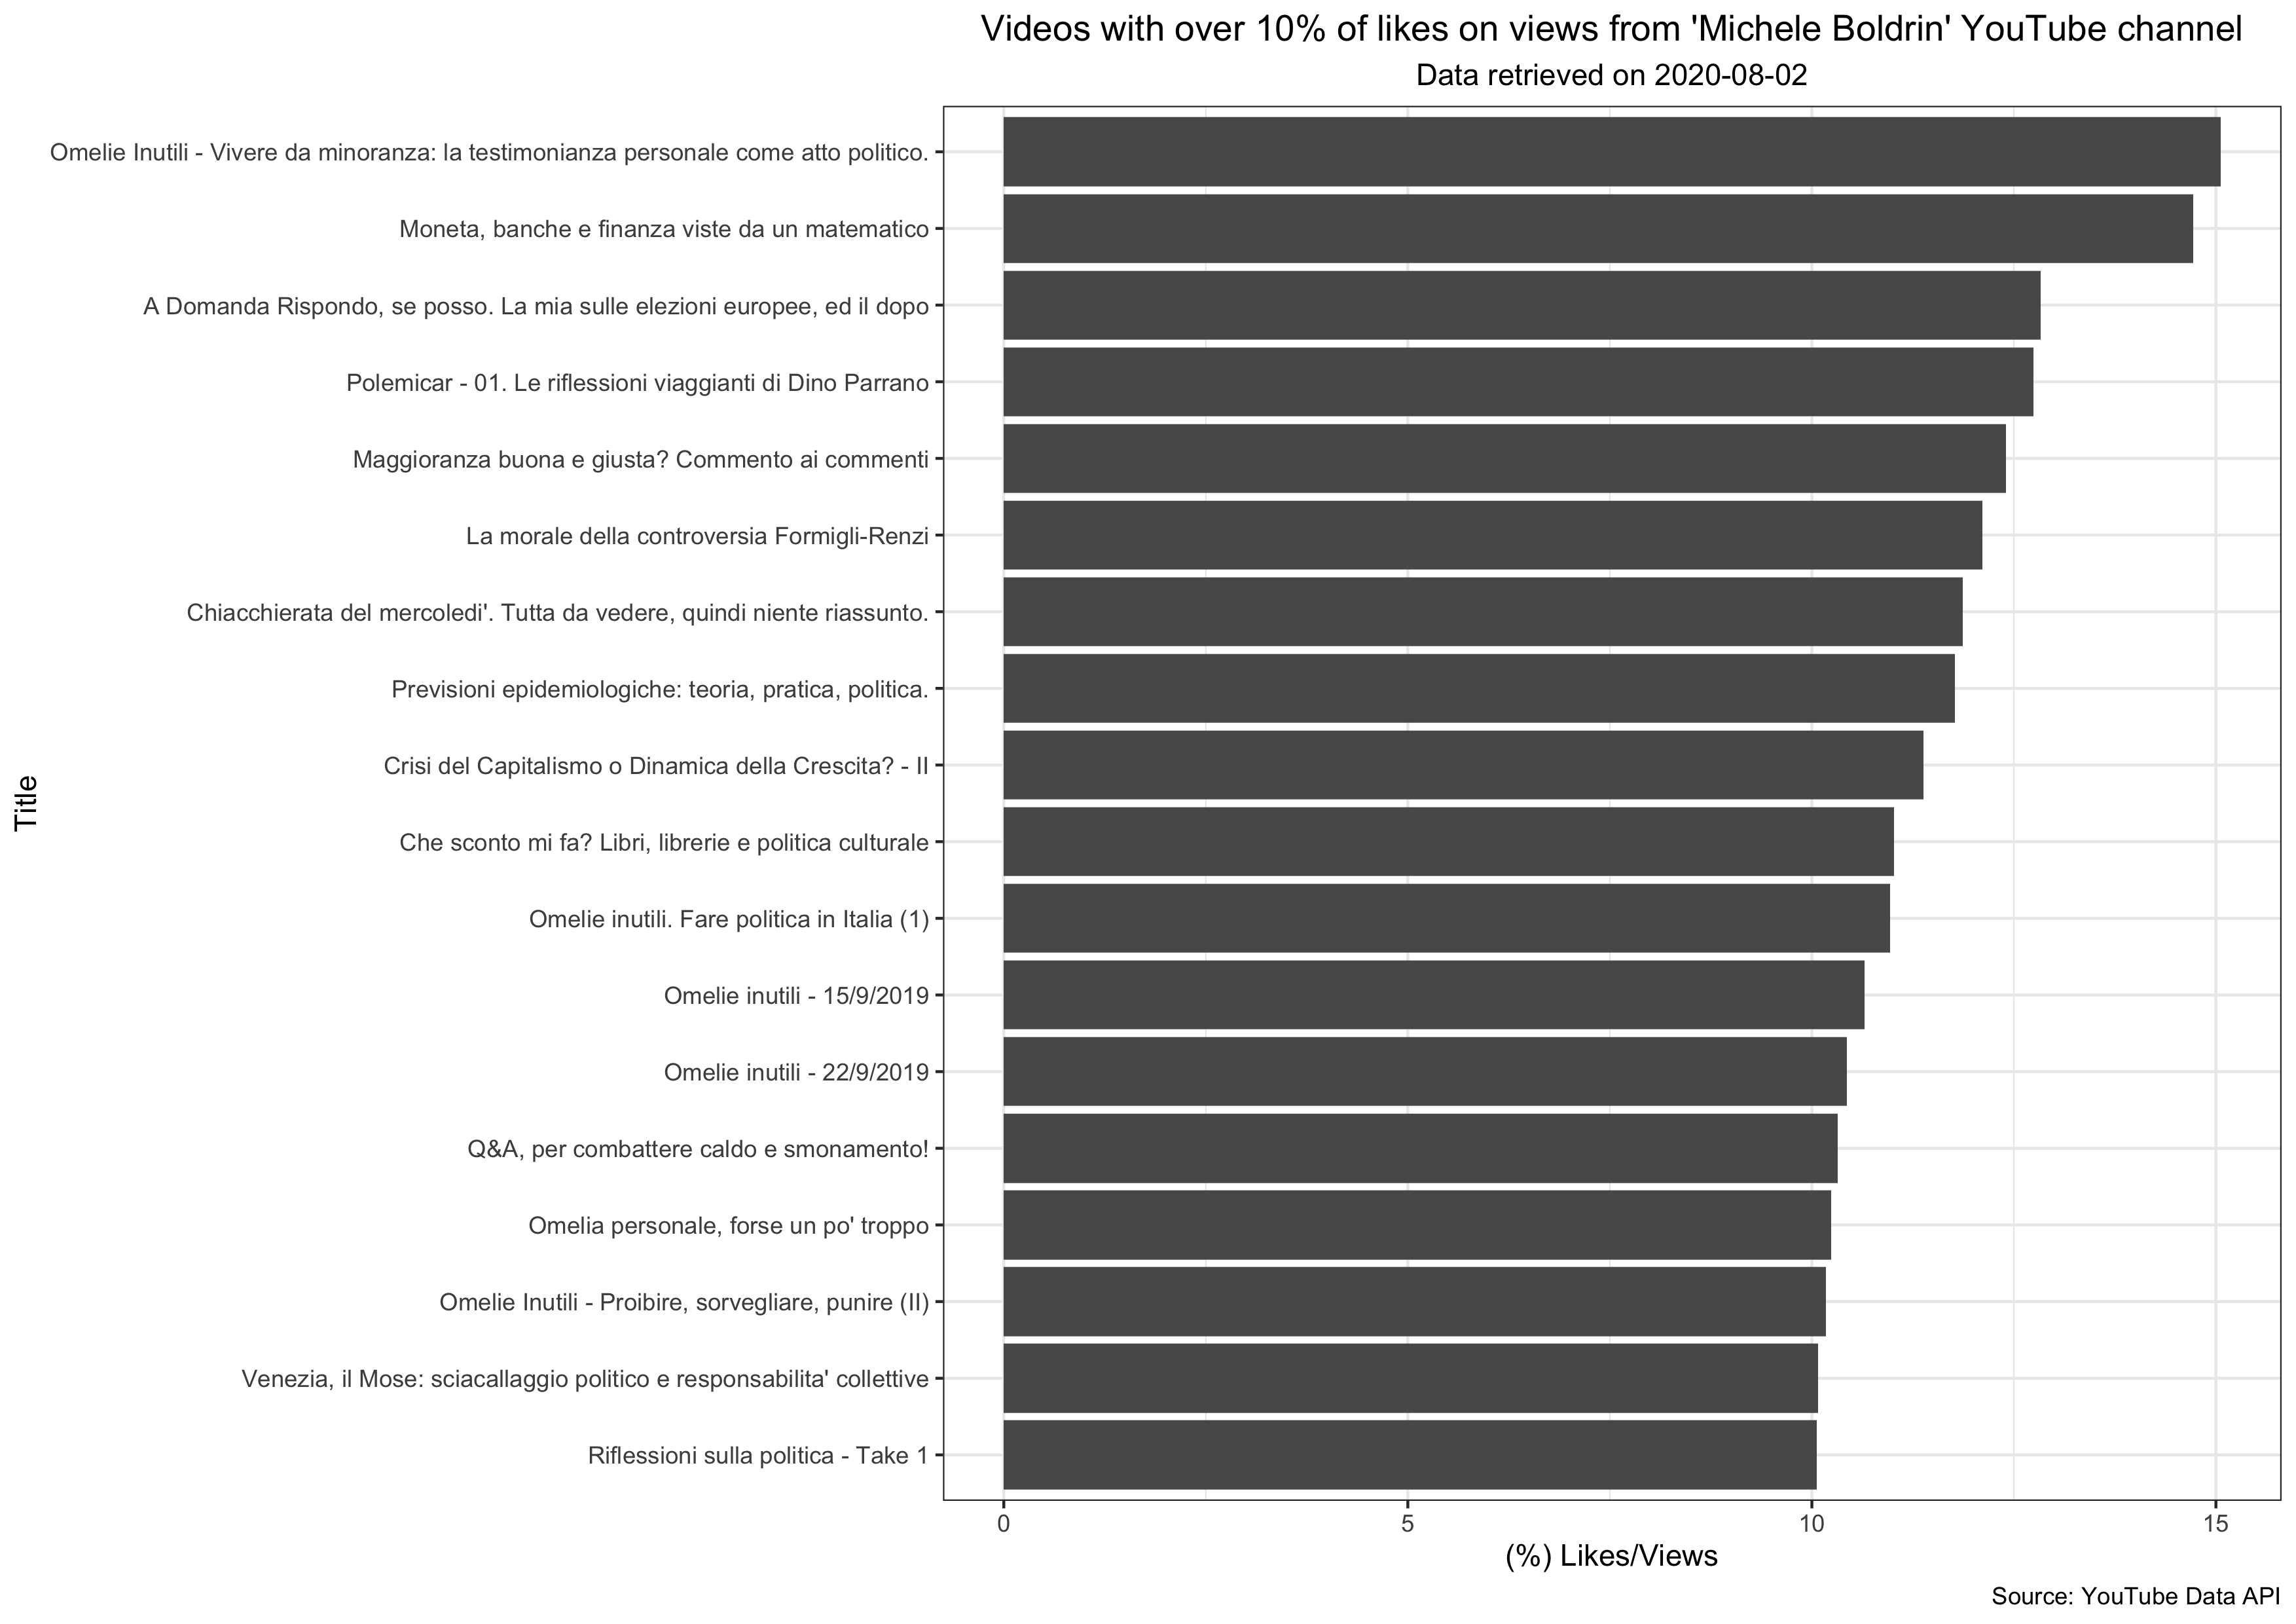 Videos with over 10% of likes on views from 'Michele Boldrin' YouTube channel
Data retrieved on 2020-08-02
Omelie Inutili - Vivere da minoranza: la testimonianza personale come atto politico.
Moneta, banche e finanza viste da un matematico
A Domanda Rispondo, se posso. La mia sulle elezioni europee, ed il dopo
Polemicar - 01. Le riflessioni viaggianti di Dino Parrano
Maggioranza buona e giusta? Commento ai commenti
La morale della controversia Formigli-Renzi
Chiacchierata del mercoledi'. Tutta da vedere, quindi niente riassunto.
Previsioni epidemiologiche: teoria, pratica, politica.
Crisi del Capitalismo o Dinamica della Crescita? - II
Che sconto mi fa? Libri, librerie e politica culturale
Omelie inutili. Fare politica in Italia (1)
Omelie inutili - 15/9/2019
Omelie inutili - 22/9/2019
Q&A, per combattere caldo e smonamento!
Omelia personale, forse un po' troppo
Omelie Inutili - Proibire, sorvegliare, punire (II)
Venezia, il Mose: sciacallaggio politico e responsabilita' collettive
Riflessioni sulla politica - Take 1
Title
0 5 10 15
(%) Likes/Views
Source: YouTube Data API